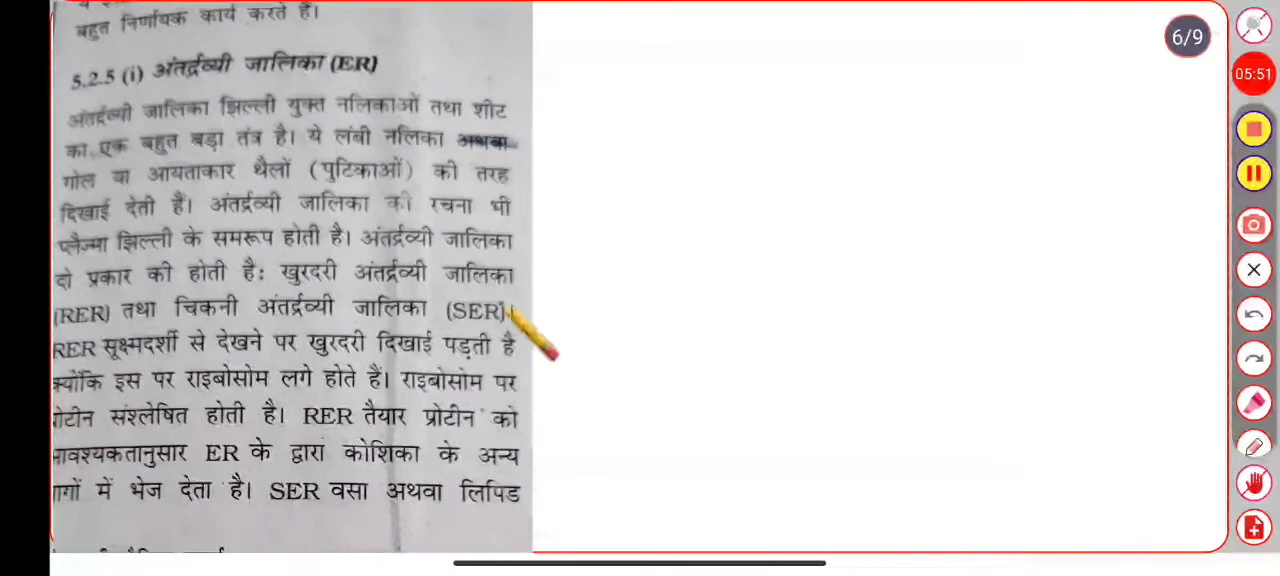 बहुत निर्णायक कार्य करते हैं।
5.2.5 (i) अंतर्द्रव्यी जालिका (ER)
अंतर्द्रव्यी जालिका झिल्ली युक्त नलिकाओं तथा शीट
का एक बहुत बड़ा तंत्र है। ये लंबी नलिका अथवा
गोल या आयताकार थैलों (पुटिकाओं) की तरह
दिखाई देती हैं। अंतर्द्रव्यी जालिका की रचना भी
प्लैज्मा झिल्ली के समरूप होती है। अंतर्द्रव्यी जालिका
दो प्रकार की होती है: खुरदरी अंतर्द्रव्यी जालिका
(RER) तथा चिकनी अंतर्द्रव्यी जालिका (SER)।
RER सूक्ष्मदर्शी से देखने पर खुरदरी दिखाई पड़ती है
क्योंकि इस पर राइबोसोम लगे होते हैं। राइबोसोम पर
प्रोटीन संश्लेषित होती है। RER तैयार प्रोटीन को
आवश्यकतानुसार ER के द्वारा कोशिका के अन्य
भागों में भेज देता है। SER वसा अथवा लिपिड
6/9
05:51